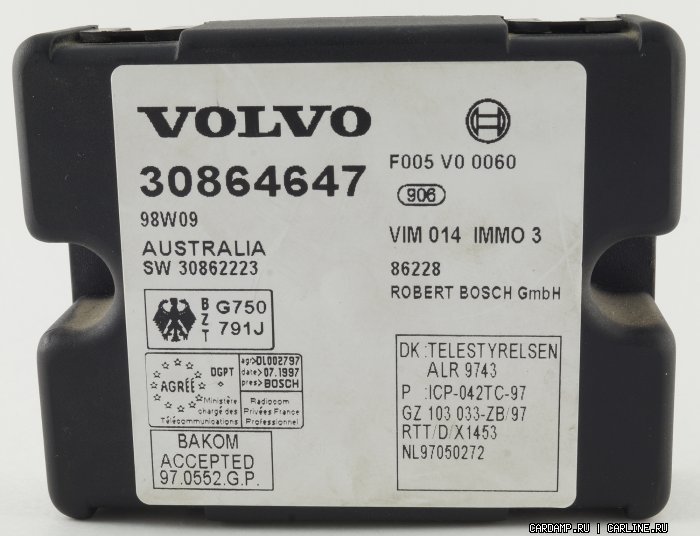 VOLVO
30864647
98W09
AUSTRALIA
SW 30862223
F005 V0 0060
906
VIM 014 IMMO 3
86228
ROBERT BOSCH GmbH
BZT
G750
791J
AGRÉÉ
DGPT
Ministère
chargé des
Télécommunications
agr>DL002797
date>07.1997
pres>BOSCH
Radiocom
Privées France
Professionnel
BAKOM
ACCEPTED
97.0552.G.P.
DK :TELESTYRELSEN
ALR 9743
P :ICP-042TC-97
GZ 103 033-ZB/97
RTT/D/X1453
NL97050272
CARDAMP.RU | CARLINE.RU